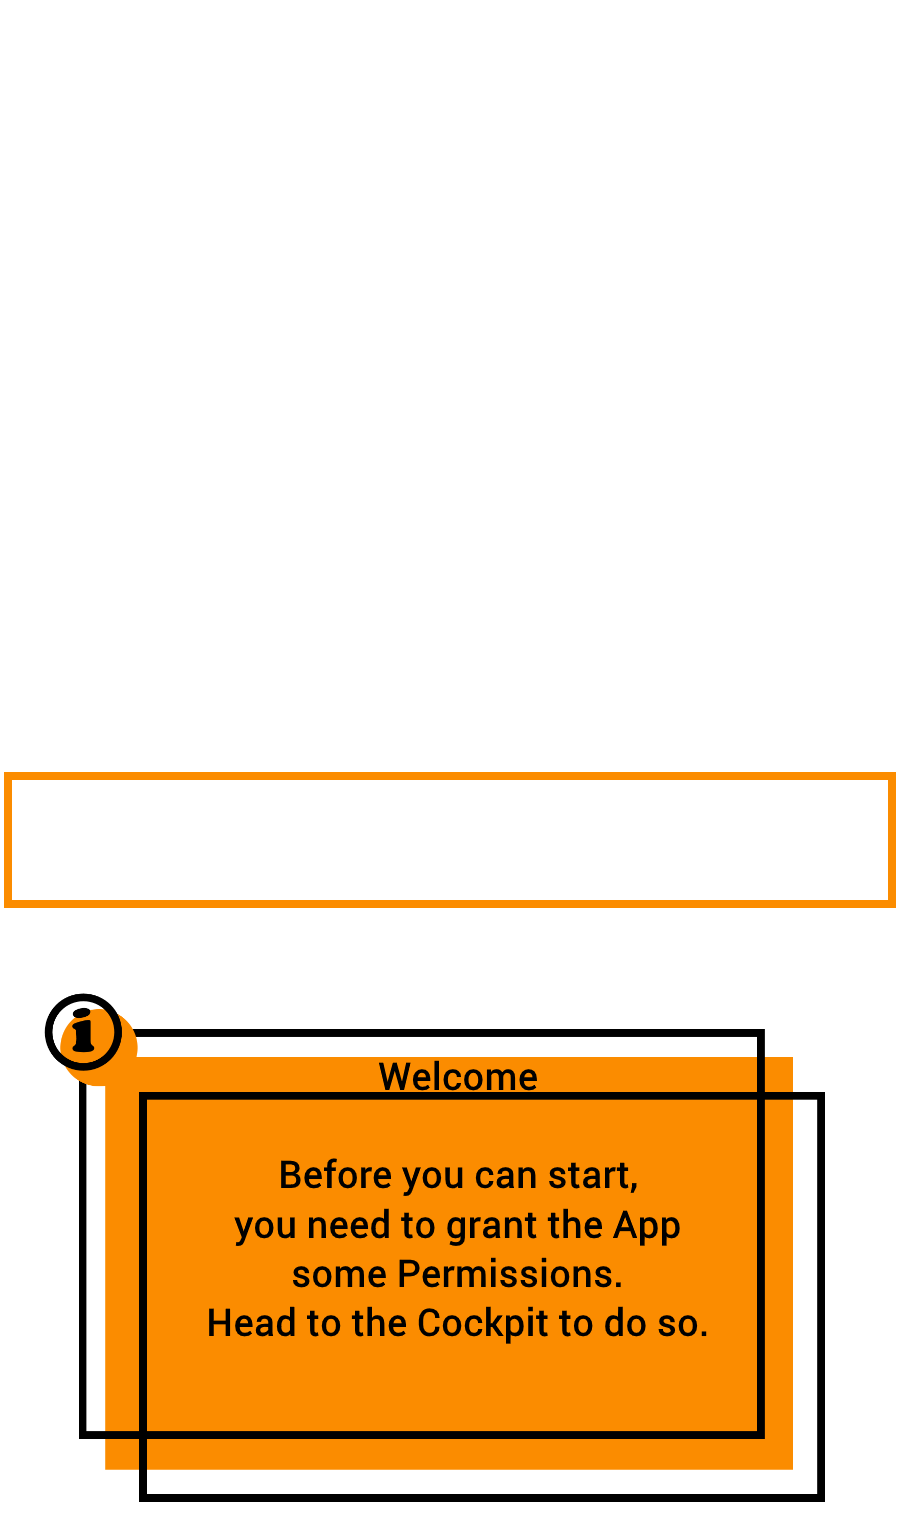 i
Welcome
Before you can start,
you need to grant the App
some Permissions.
Head to the Cockpit to do so.